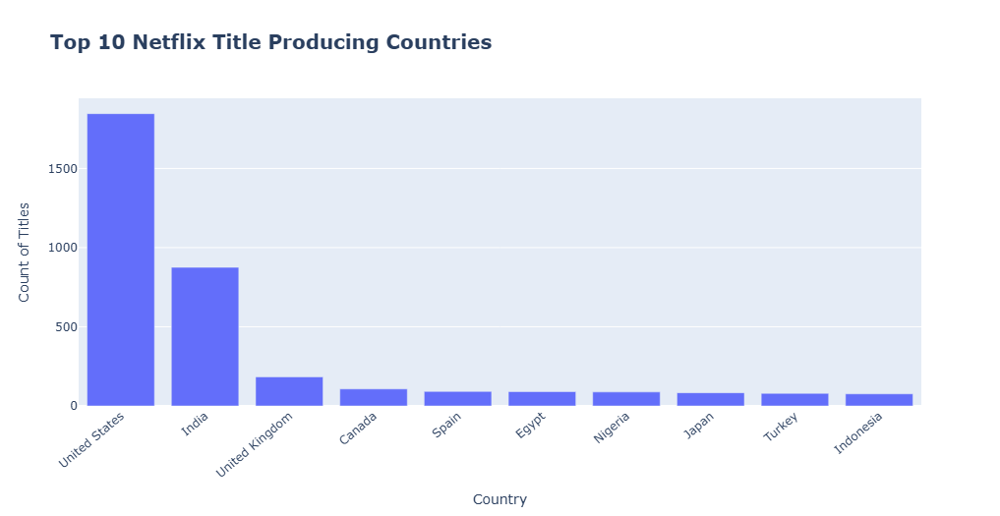 Top 10 Netflix Title Producing Countries
Count of Titles
1500
1000
500
0
United States
India
United Kingdom
Canada
Spain
Egypt
Nigeria
Japan
Turkey
Indonesia
Country